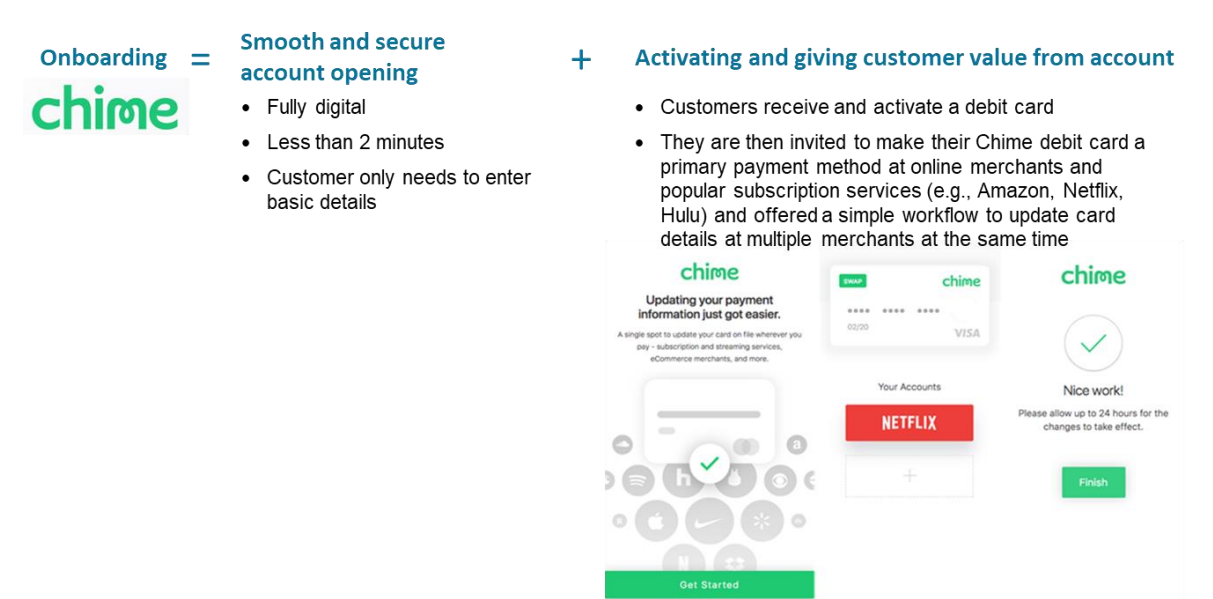 Onboarding
=
Smooth and secure
account opening
+
Activating and giving customer value from account
chime
• Fully digital
• Less than 2 minutes
• Customer only needs to enter
basic details
• Customers receive and activate a debit card
• They are then invited to make their Chime debit card a
primary payment method at online merchants and
popular subscription services (e.g., Amazon, Netflix,
Hulu) and offered a simple workflow to update card
details at multiple merchants at the same time
chime
Updating your payment
information just got easier.
A single spot to update your card on file wherever you
pay - subscription and streaming services,
eCommerce merchants, and more.
a
h
N
Get Started
SWAP
chime
•••• •••• ••••
02/20
VISA
Your Accounts
NETFLIX
+
chime
Nice work!
Please allow up to 24 hours for the
changes to take effect.
Finish